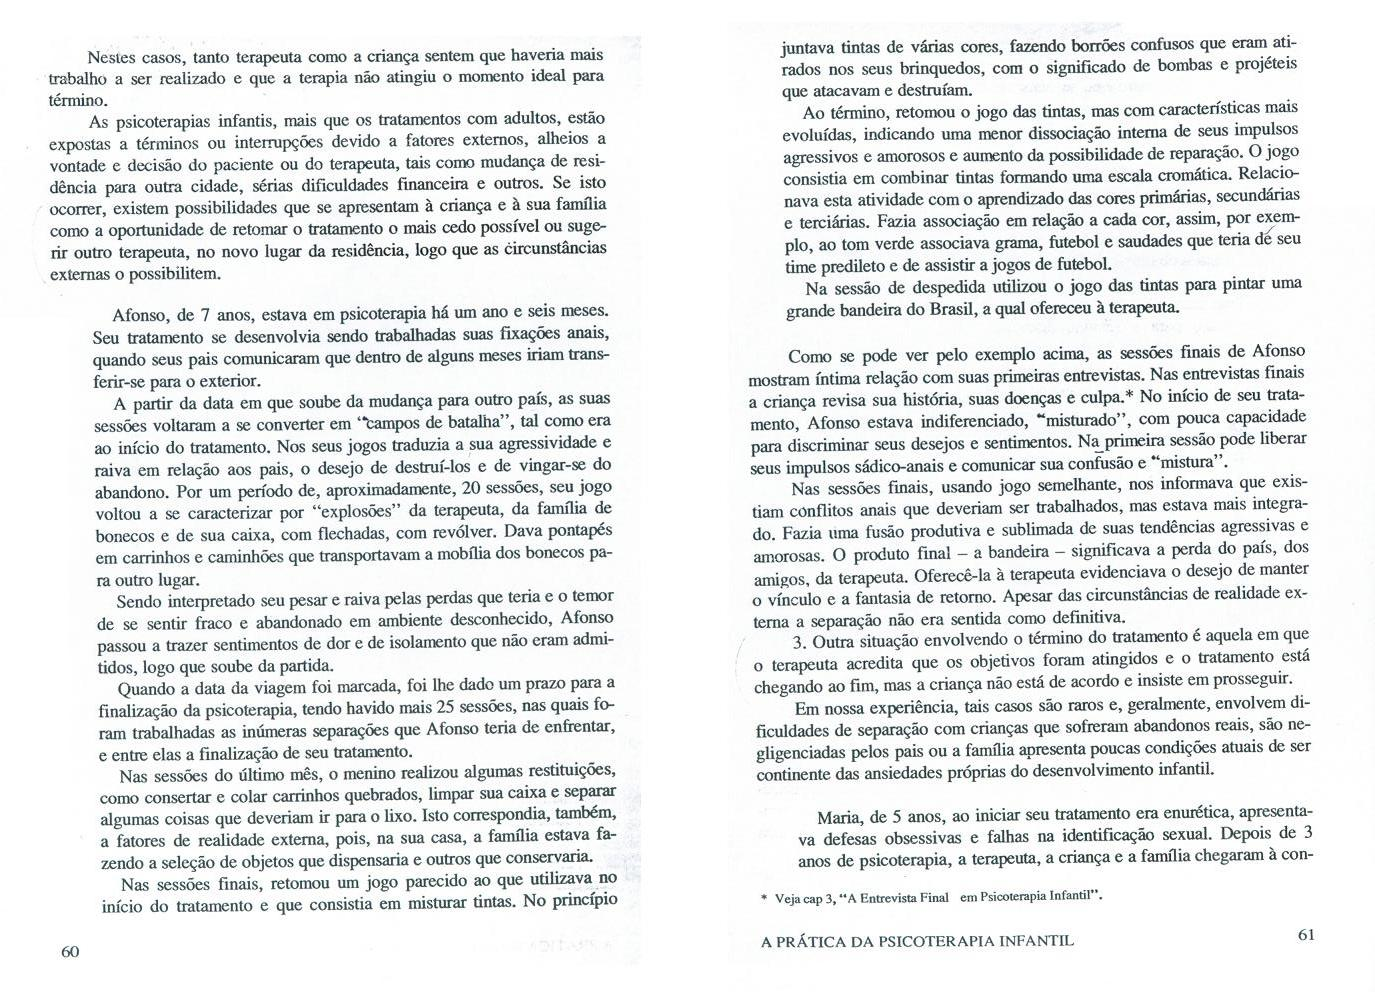 Nestes casos, tanto terapeuta como a criança sentem que haveria mais
trabalho a ser realizado e que a terapia não atingiu o momento ideal para
término.
As psicoterapias infantis, mais que os tratamentos com adultos, estão
expostas a términos ou interrupções devido a fatores externos, alheios a
vontade e decisão do paciente ou do terapeuta, tais como mudança de resi-
dência para outra cidade, sérias dificuldades financeira e outros. Se isto
ocorrer, existem possibilidades que se apresentam à criança e à sua família
como a oportunidade de retomar o tratamento o mais cedo possível ou suge-
rir outro terapeuta, no novo lugar da residência, logo que as circunstâncias
externas o possibilitem.
Afonso, de 7 anos, estava em psicoterapia há um ano e seis meses.
Seu tratamento se desenvolvia sendo trabalhadas suas fixações anais,
quando seus pais comunicaram que dentro de alguns meses iriam trans-
ferir-se para o exterior.
A partir da data em que soube da mudança para outro país, as suas
sessões voltaram a se converter em “campos de batalha”, tal como era
ao início do tratamento. Nos seus jogos traduzia a sua agressividade e
raiva em relação aos pais, o desejo de destruí-los e de vingar-se do
abandono. Por um período de, aproximadamente, 20 sessões, seu jogo
voltou a se caracterizar por “explosões” da terapeuta, da família de
bonecos e de sua caixa, com flechadas, com revólver. Dava pontapés
em carrinhos e caminhões que transportavam a mobília dos bonecos pa-
ra outro lugar.
Sendo interpretado seu pesar e raiva pelas perdas que teria e o temor
de se sentir fraco e abandonado em ambiente desconhecido, Afonso
passou a trazer sentimentos de dor e de isolamento que não eram admi-
tidos, logo que soube da partida.
Quando a data da viagem foi marcada, foi lhe dado um prazo para a
finalização da psicoterapia, tendo havido mais 25 sessões, nas quais fo-
ram trabalhadas as inúmeras separações que Afonso teria de enfrentar,
e entre elas a finalização de seu tratamento.
Nas sessões do último mês, o menino realizou algumas restituições,
como consertar e colar carrinhos quebrados, limpar sua caixa e separar
algumas coisas que deveriam ir para o lixo. Isto correspondia, também,
a fatores de realidade externa, pois, na sua casa, a família estava fa-
zendo a seleção de objetos que dispensaria e outros que conservaria.
Nas sessões finais, retomou um jogo parecido ao que utilizava no
início do tratamento e que consistia em misturar tintas. No princípio
60
juntava tintas de várias cores, fazendo borrões confusos que eram ati-
rados nos seus brinquedos, com o significado de bombas e projéteis
que atacavam e destruíam.
Ao término, retomou o jogo das tintas, mas com características mais
evoluídas, indicando uma menor dissociação interna de seus impulsos
agressivos e amorosos e aumento da possibilidade de reparação. O jogo
consistia em combinar tintas formando uma escala cromática. Relacio-
nava esta atividade com o aprendizado das cores primárias, secundárias
e terciárias. Fazia associação em relação a cada cor, assim, por exem-
plo, ao tom verde associava grama, futebol e saudades que teria de seu
time predileto e de assistir a jogos de futebol.
Na sessão de despedida utilizou o jogo das tintas para pintar uma
grande bandeira do Brasil, a qual ofereceu à terapeuta.
Como se pode ver pelo exemplo acima, as sessões finais de Afonso
mostram íntima relação com suas primeiras entrevistas. Nas entrevistas finais
a criança revisa sua história, suas doenças e culpa.* No início de seu trata-
mento, Afonso estava indiferenciado, “misturado”, com pouca capacidade
para discriminar seus desejos e sentimentos. Na primeira sessão pode liberar
seus impulsos sádico-anais e comunicar sua confusão e “mistura”.
Nas sessões finais, usando jogo semelhante, nos informava que exis-
tiam conflitos anais que deveriam ser trabalhados, mas estava mais integra-
do. Fazia uma fusão produtiva e sublimada de suas tendências agressivas e
amorosas. O produto final – a bandeira – significava a perda do país, dos
amigos, da terapeuta. Oferecê-la à terapeuta evidenciava o desejo de manter
o vínculo e a fantasia de retorno. Apesar das circunstâncias de realidade ex-
terna a separação não era sentida como definitiva.
3. Outra situação envolvendo o término do tratamento é aquela em que
o terapeuta acredita que os objetivos foram atingidos e o tratamento está
chegando ao fim, mas a criança não está de acordo e insiste em prosseguir.
Em nossa experiência, tais casos são raros e, geralmente, envolvem di-
ficuldades de separação com crianças que sofreram abandonos reais, são ne-
gligenciadas pelos pais ou a família apresenta poucas condições atuais de ser
continente das ansiedades próprias do desenvolvimento infantil.
Maria, de 5 anos, ao iniciar seu tratamento era enurética, apresenta-
va defesas obsessivas e falhas na identificação sexual. Depois de 3
anos de psicoterapia, a terapeuta, a criança e a família chegaram à con-
* Veja cap 3, “A Entrevista Final em Psicoterapia Infantil”.
A PRÁTICA DA PSICOTERAPIA INFANTIL
61